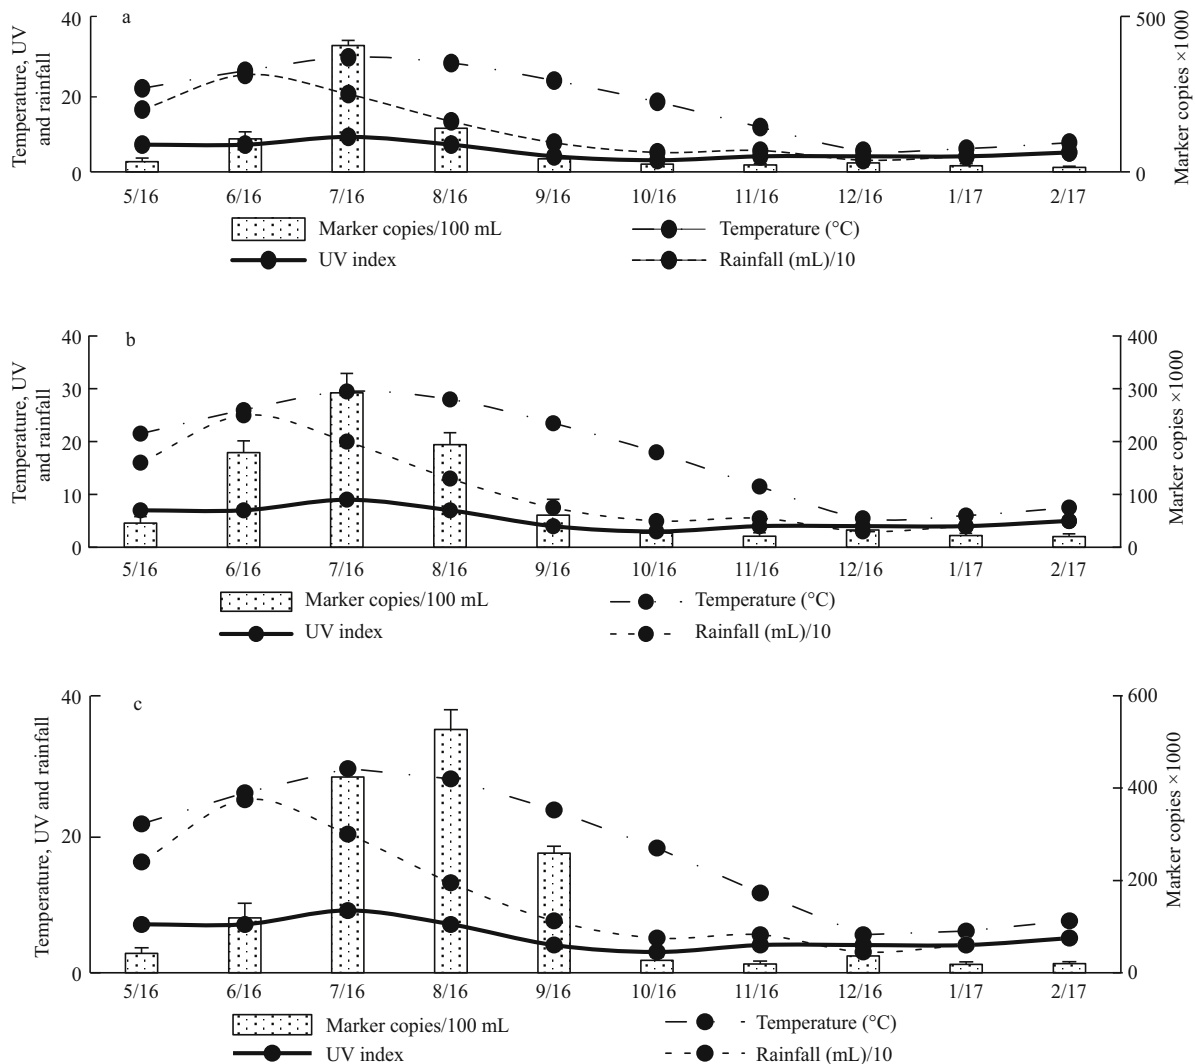 a
Temperature, UV
and rainfall
40
20
0
500
0
Marker copies ×1000
5/16 6/16 7/16 8/16 9/16 10/16 11/16 12/16 1/17 2/17
Marker copies/100 mL Temperature (°C)
UV index Rainfall (mL)/10
b
Temperature, UV
and rainfall
40
30
20
10
0
400
300
200
100
0
Marker copies ×1000
5/16 6/16 7/16 8/16 9/16 10/16 11/16 12/16 1/17 2/17
Marker copies/100 mL Temperature (°C)
UV index Rainfall (mL)/10
c
Temperature, UV and rainfall
40
20
0
600
400
200
0
Marker copies ×1000
5/16 6/16 7/16 8/16 9/16 10/16 11/16 12/16 1/17 2/17
Marker copies/100 mL Temperature (°C)
UV index Rainfall (mL)/10